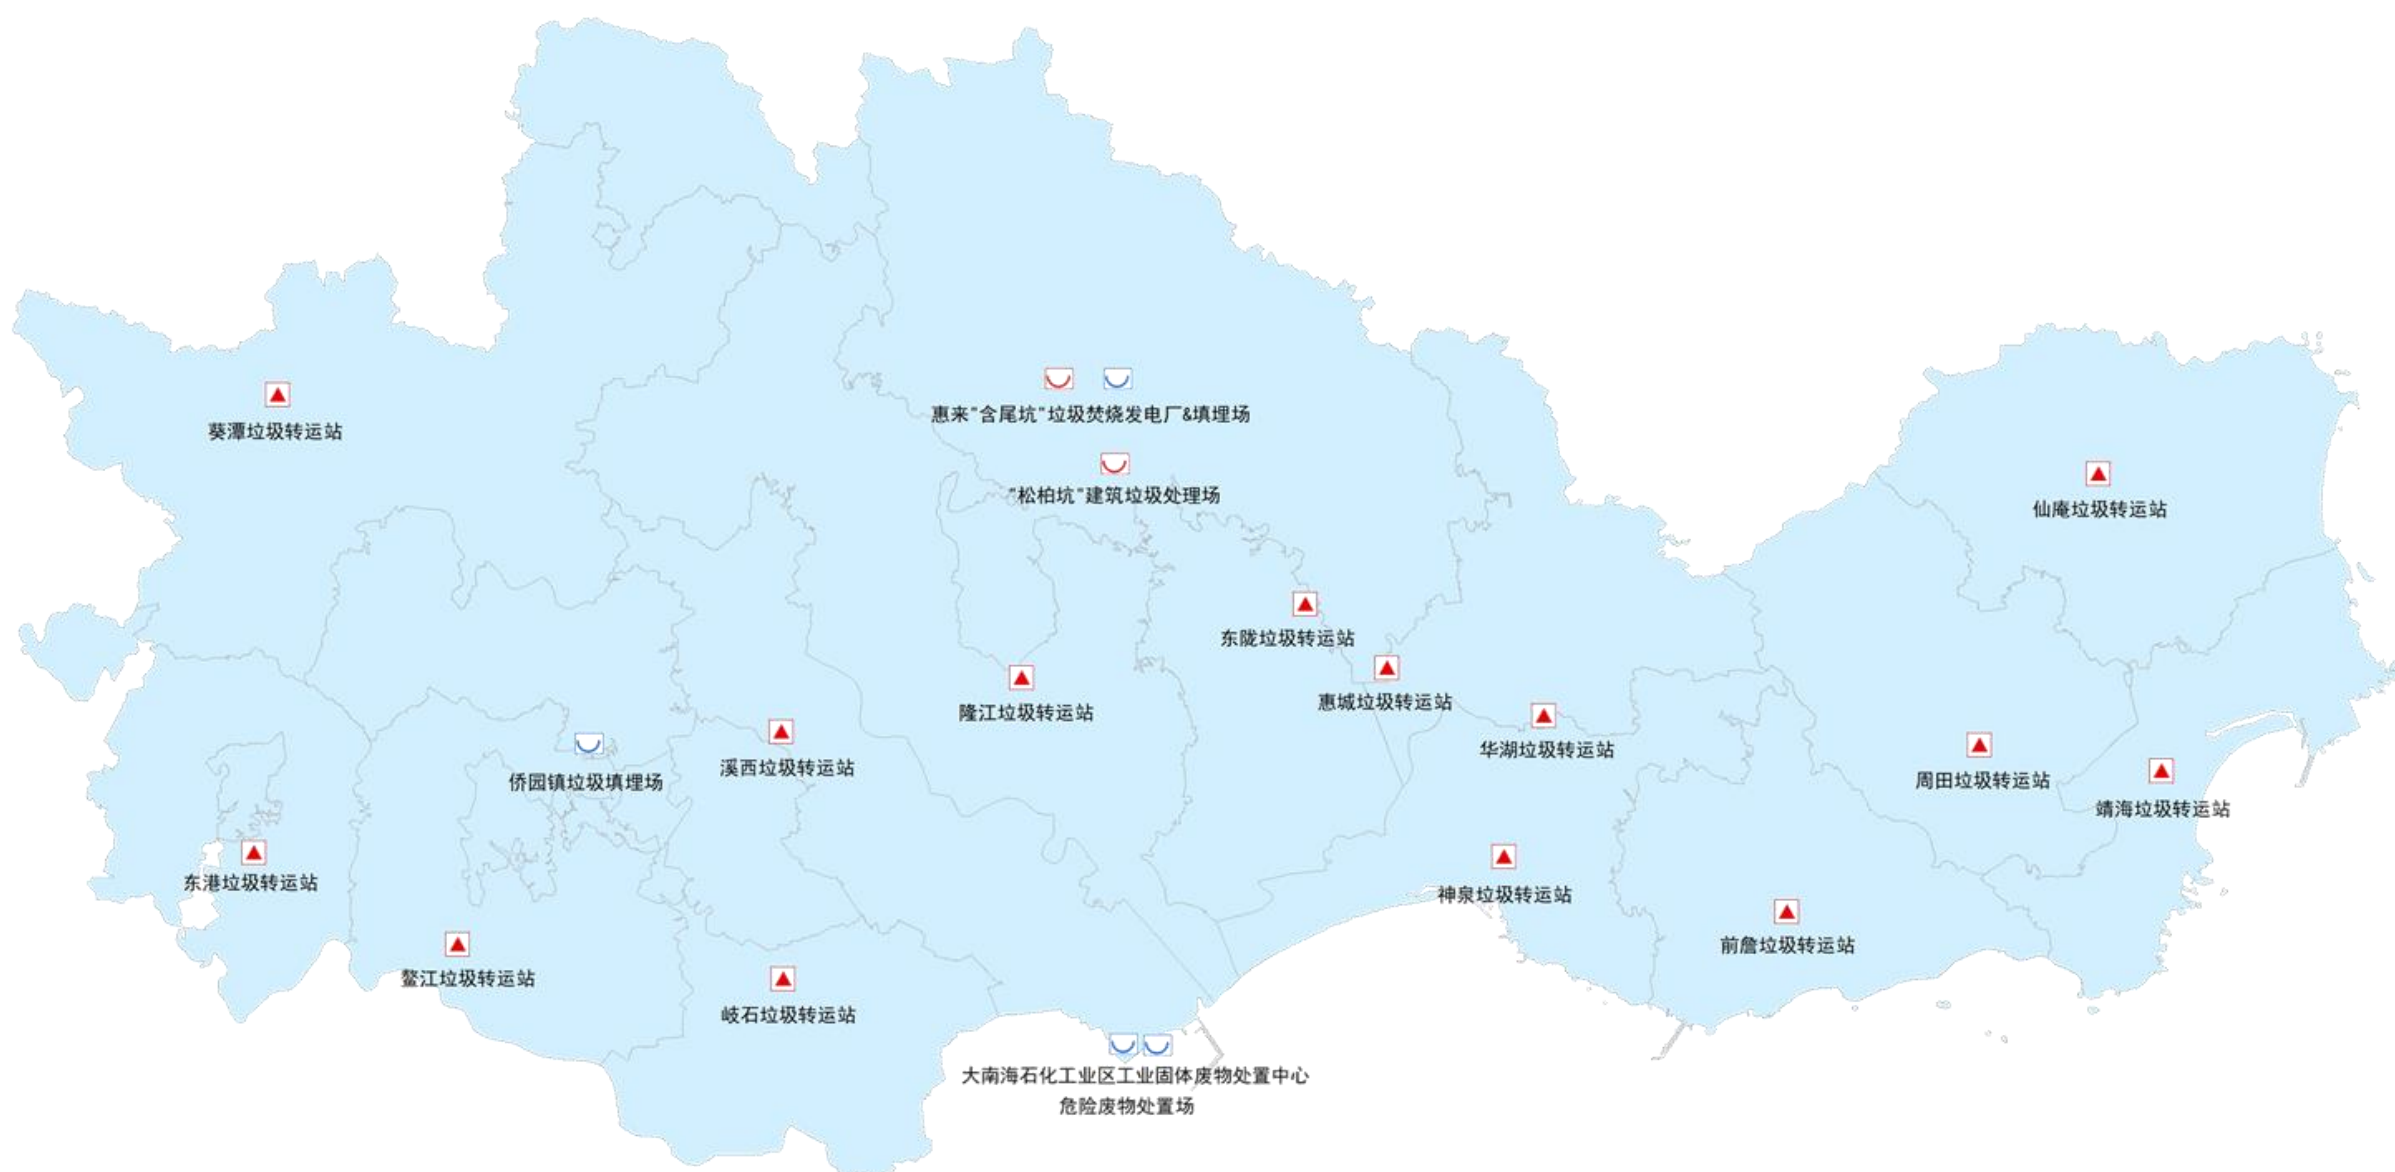 惠来"含尾坑"垃圾焚烧发电厂&填埋场
葵潭垃圾转运站
"松柏坑"建筑垃圾处理场
仙庵垃圾转运站
东陇垃圾转运站
惠城垃圾转运站
隆江垃圾转运站
华湖垃圾转运站
溪西垃圾转运站
侨园镇垃圾填埋场
周田垃圾转运站
靖海垃圾转运站
东港垃圾转运站
神泉垃圾转运站
前詹垃圾转运站
鳌江垃圾转运站
岐石垃圾转运站
大南海石化工业区工业固体废物处置中心
危险废物处置场